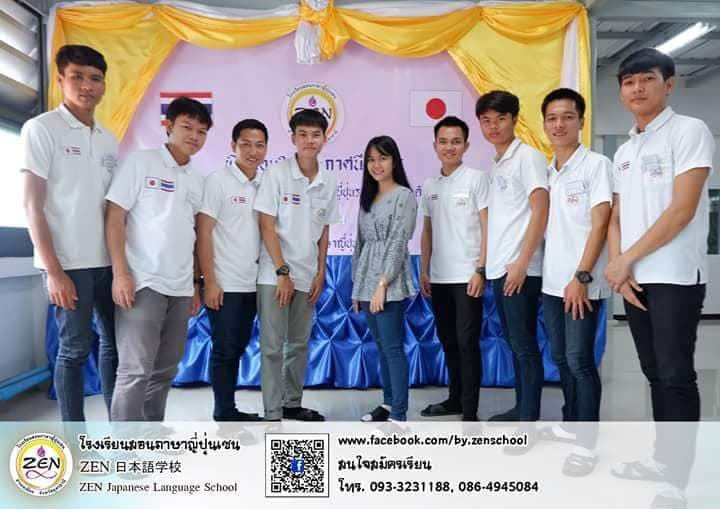 ZEN
ZEN
โรงเรียนสอนภาษาญี่ปุ่นเซน
ZEN 日本語学校
ZEN Japanese Language School
www.facebook.com/by.zenschool
สนใจสมัครเรียน
โทร. 093-3231188, 086-4945084